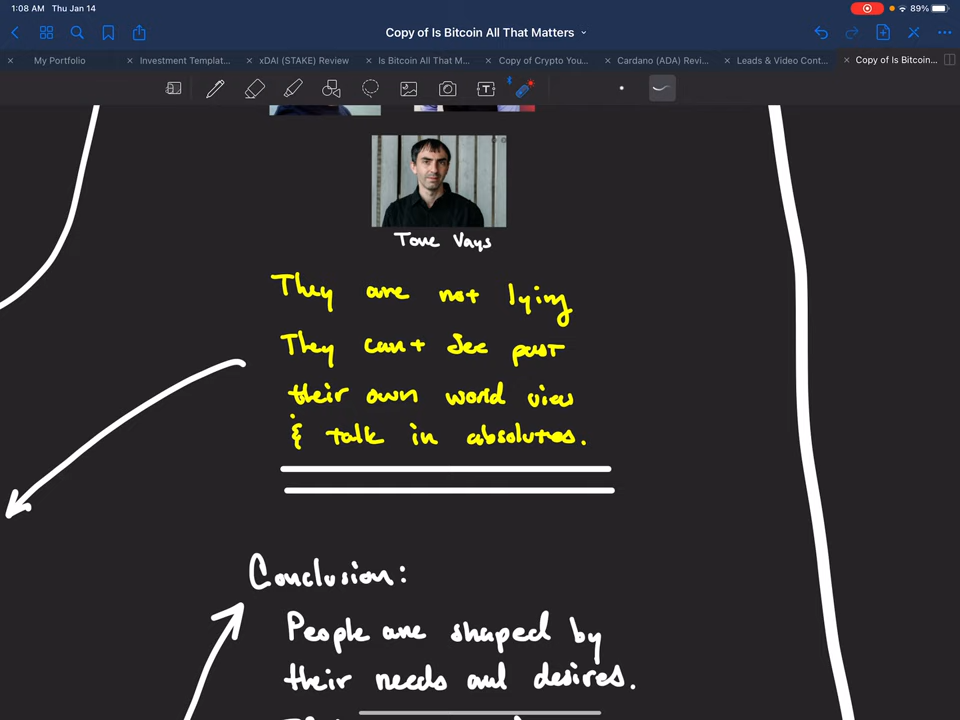 1:08 AM Thu Jan 14
89%
Copy of Is Bitcoin All That Matters
My Portfolio
Investment Templat...
xDAI (STAKE) Review
Is Bitcoin All That M...
Copy of Crypto You...
Cardano (ADA) Revi...
Leads & Video Cont...
Copy of Is Bitcoin...
Tone Vays
They are not lying
They can't see past
their own world view
& talk in absolutes.
Conclusion:
People are shaped by
their needs and desires.